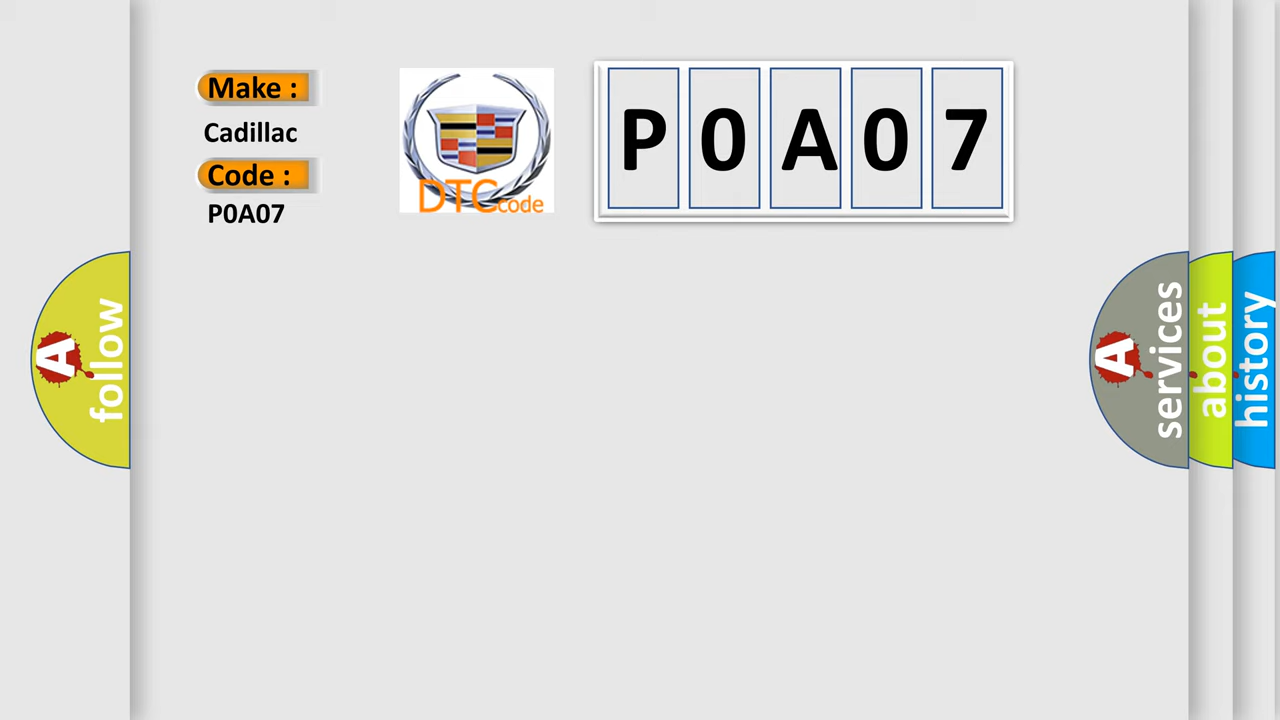 Make :
Cadillac
Code :
P0A07
DTCcode
P 0 A 0 7
A follow
A services
about
history